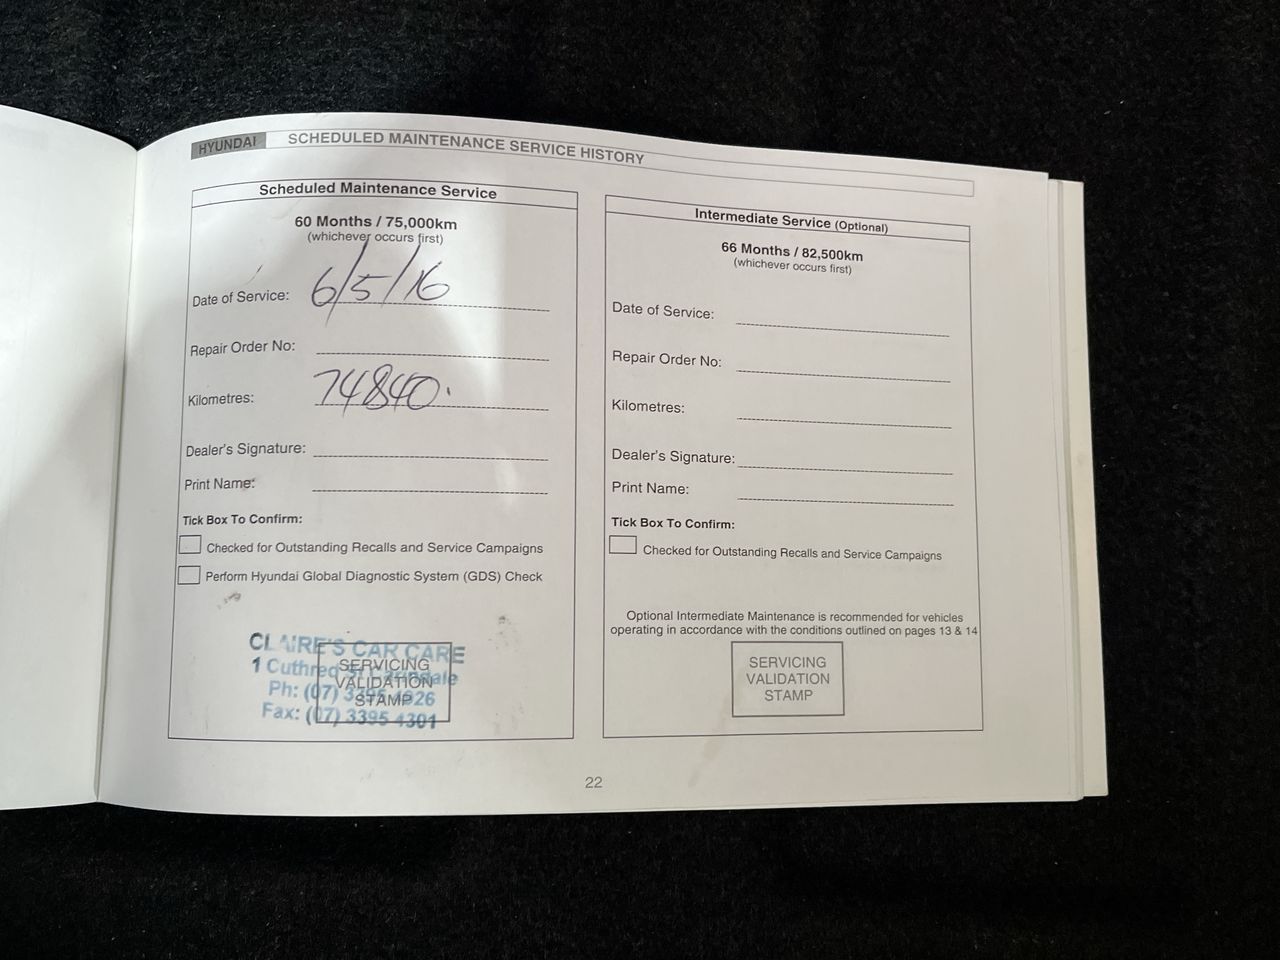 HYUNDAI SCHEDULED MAINTENANCE SERVICE HISTORY
Scheduled Maintenance Service
60 Months / 75,000km
(whichever occurs first)
Date of Service: 6/5/16
Repair Order No:
Kilometres: 74840.
Dealer's Signature:
Print Name:
Tick Box To Confirm:
Checked for Outstanding Recalls and Service Campaigns
Perform Hyundai Global Diagnostic System (GDS) Check
CLAIRE'S CAR CARE
1 Cuthred St
Ph: (07)
Fax: (07) 3395 4301
SERVICING
VALIDATION
STAMP
Intermediate Service (Optional)
66 Months / 82,500km
(whichever occurs first)
Date of Service:
Repair Order No:
Kilometres:
Dealer's Signature:
Print Name:
Tick Box To Confirm:
Checked for Outstanding Recalls and Service Campaigns
Optional Intermediate Maintenance is recommended for vehicles
operating in accordance with the conditions outlined on pages 13 & 14
SERVICING
VALIDATION
STAMP
22